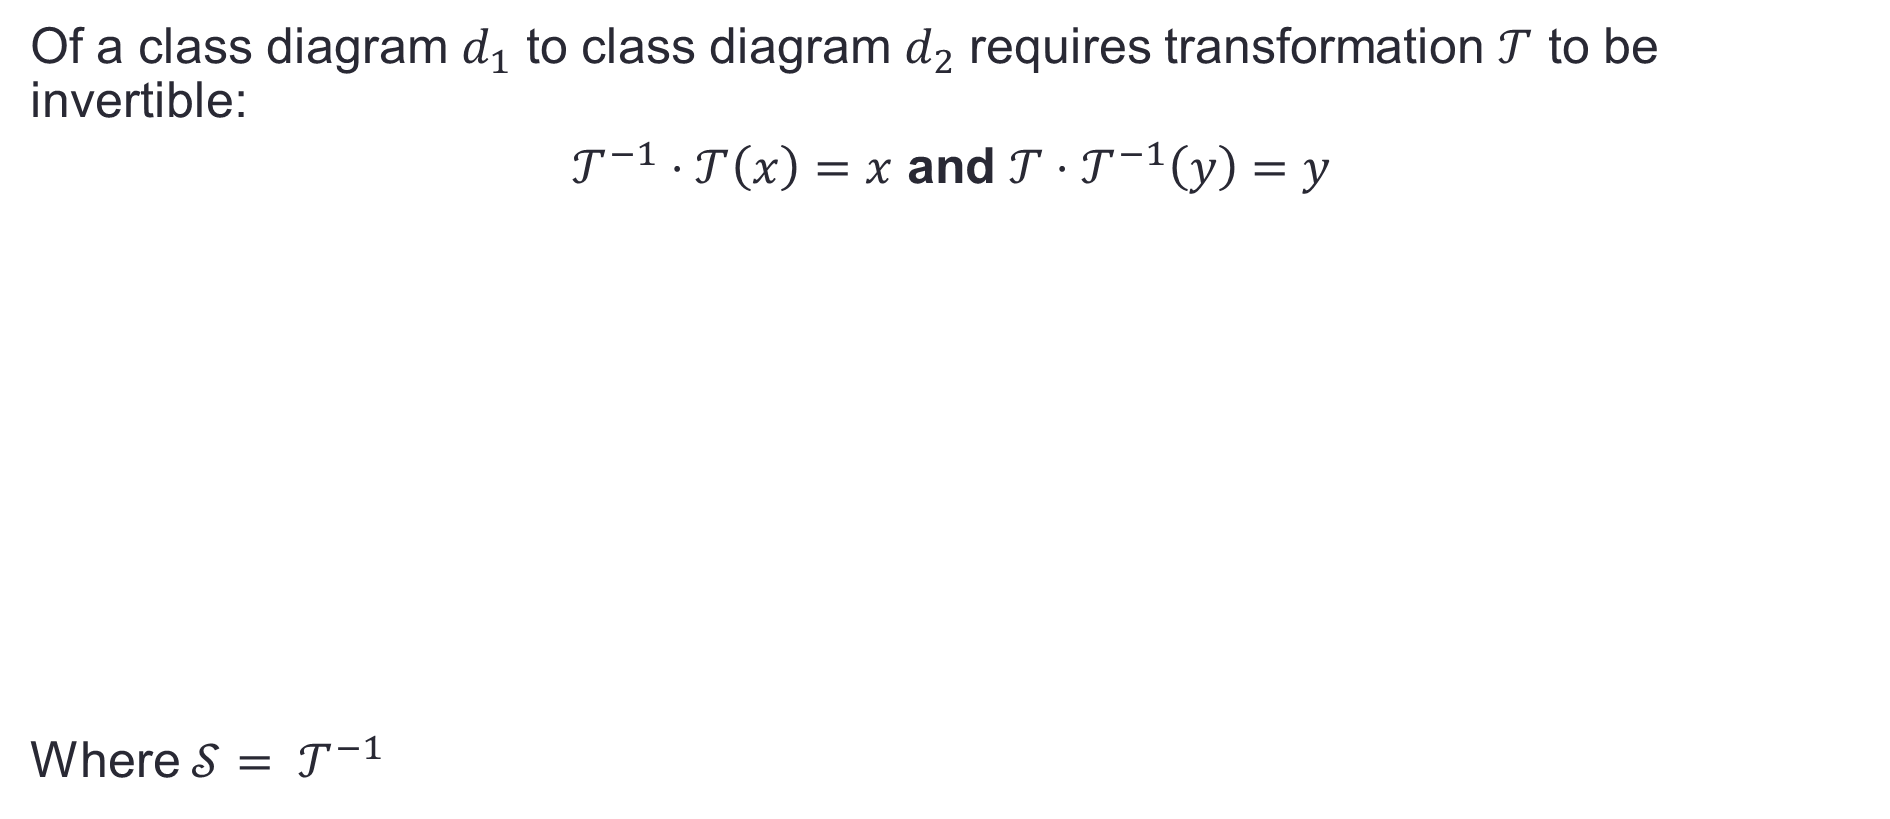 Of a class diagram 𝑑₁ to class diagram 𝑑₂ requires transformation 𝒯 to be
invertible:
𝒯⁻¹ · 𝒯(𝑥) = 𝑥 and 𝒯 · 𝒯⁻¹(𝑦) = 𝑦
Where 𝒮 = 𝒯⁻¹